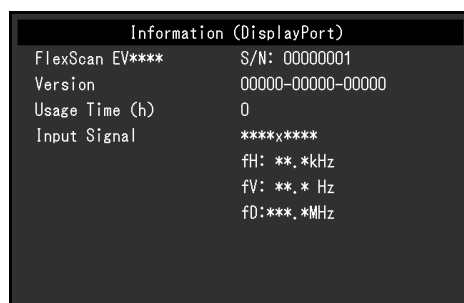 Information (DisplayPort)
FlexScan EV**** S/N: 00000001
Version 00000-00000-00000
Usage Time (h) 0
Input Signal ****x****
fH: **.*kHz
fV: **.* Hz
fD:***.*MHz